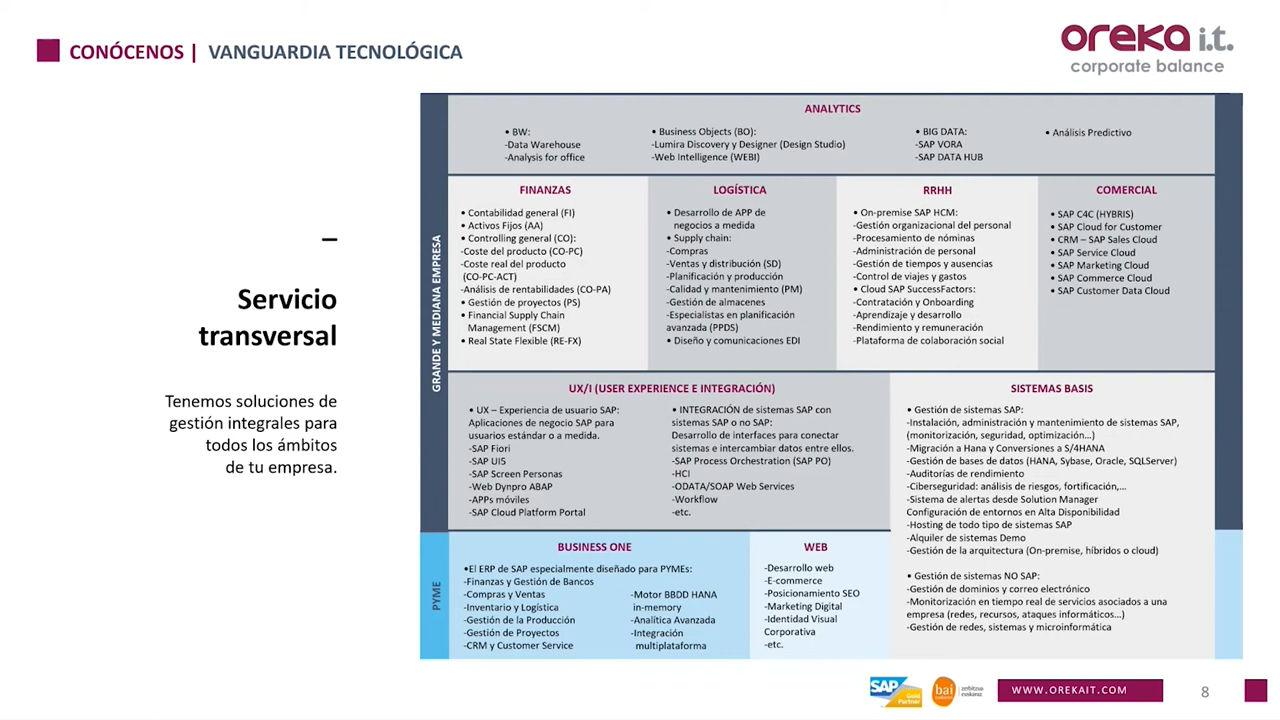 CONÓCENOS | VANGUARDIA TECNOLÓGICA
oreka i.t.
corporate balance
–
Servicio
transversal
Tenemos soluciones de
gestión integrales para
todos los ámbitos
de tu empresa.
GRANDE Y MEDIANA EMPRESA
ANALYTICS
• BW:
-Data Warehouse
-Analysis for office
• Business Objects (BO):
-Lumira Discovery y Designer (Design Studio)
-Web Intelligence (WEBI)
• BIG DATA:
-SAP VORA
-SAP DATA HUB
• Análisis Predictivo
FINANZAS
• Contabilidad general (FI)
• Activos Fijos (AA)
• Controlling general (CO):
-Coste del producto (CO-PC)
-Coste real del producto
(CO-PC-ACT)
-Análisis de rentabilidades (CO-PA)
• Gestión de proyectos (PS)
• Financial Supply Chain
Management (FSCM)
• Real State Flexible (RE-FX)
LOGÍSTICA
• Desarrollo de APP de
negocios a medida
• Supply chain:
-Compras
-Ventas y distribución (SD)
-Planificación y producción
-Calidad y mantenimiento (PM)
-Gestión de almacenes
-Especialistas en planificación
avanzada (PPDS)
• Diseño y comunicaciones EDI
RRHH
• On-premise SAP HCM:
-Gestión organizacional del personal
-Procesamiento de nóminas
-Administración de personal
-Gestión de tiempos y ausencias
-Control de viajes y gastos
• Cloud SAP SuccessFactors:
-Contratación y Onboarding
-Aprendizaje y desarrollo
-Rendimiento y remuneración
-Plataforma de colaboración social
COMERCIAL
• SAP C4C (HYBRIS)
• SAP Cloud for Customer
• CRM – SAP Sales Cloud
• SAP Service Cloud
• SAP Marketing Cloud
• SAP Commerce Cloud
• SAP Customer Data Cloud
UX/I (USER EXPERIENCE E INTEGRACIÓN)
• UX – Experiencia de usuario SAP:
Aplicaciones de negocio SAP para
usuarios estándar o a medida.
-SAP Fiori
-SAP UI5
-SAP Screen Personas
-Web Dynpro ABAP
-APPs móviles
-SAP Cloud Platform Portal
• INTEGRACIÓN de sistemas SAP con
sistemas SAP o no SAP:
Desarrollo de interfaces para conectar
sistemas e intercambiar datos entre ellos.
-SAP Process Orchestration (SAP PO)
-HCI
-ODATA/SOAP Web Services
-Workflow
-etc.
SISTEMAS BASIS
• Gestión de sistemas SAP:
-Instalación, administración y mantenimiento de sistemas SAP,
(monitorización, seguridad, optimización...)
-Migración a Hana y Conversiones a S/4HANA
-Gestión de bases de datos (HANA, Sybase, Oracle, SQLServer)
-Auditorías de rendimiento
-Ciberseguridad: análisis de riesgos, fortificación,...
-Sistema de alertas desde Solution Manager
Configuración de entornos en Alta Disponibilidad
-Hosting de todo tipo de sistemas SAP
-Alquiler de sistemas Demo
-Gestión de la arquitectura (On-premise, híbridos o cloud)
• Gestión de sistemas NO SAP:
-Gestión de dominios y correo electrónico
-Monitorización en tiempo real de servicios asociados a una
empresa (redes, recursos, ataques informáticos...)
-Gestión de redes, sistemas y microinformática
PYME
BUSINESS ONE
•El ERP de SAP especialmente diseñado para PYMEs:
-Finanzas y Gestión de Bancos
-Compras y Ventas
-Inventario y Logística
-Gestión de la Producción
-Gestión de Proyectos
-CRM y Customer Service
-Motor BBDD HANA
in-memory
-Analítica Avanzada
-Integración
multiplataforma
WEB
-Desarrollo web
-E-commerce
-Posicionamiento SEO
-Marketing Digital
-Identidad Visual
Corporativa
-etc.
SAP Gold
Partner
bai
euskaraz
zerbitzua
euskaraz
WWW.OREKAIT.COM
8